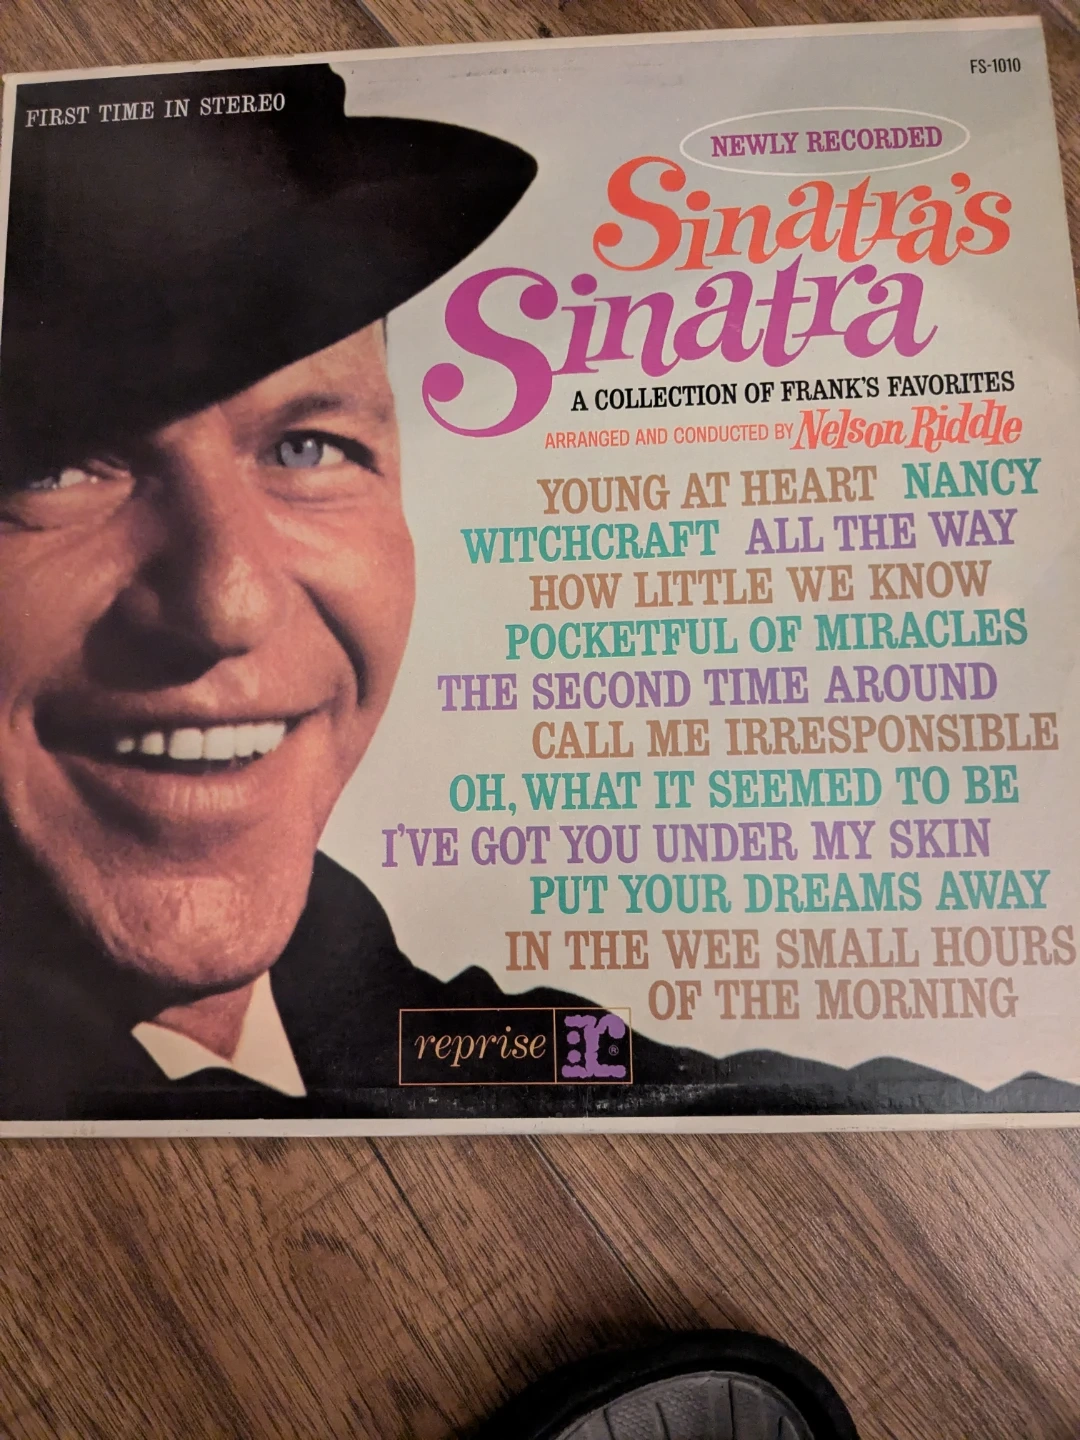 FIRST TIME IN STEREO
FS-1010
NEWLY RECORDED
Sinatra's
Sinatra
A COLLECTION OF FRANK'S FAVORITES
ARRANGED AND CONDUCTED BY Nelson Riddle
YOUNG AT HEART NANCY
WITCHCRAFT ALL THE WAY
HOW LITTLE WE KNOW
POCKETFUL OF MIRACLES
THE SECOND TIME AROUND
CALL ME IRRESPONSIBLE
OH, WHAT IT SEEMED TO BE
I'VE GOT YOU UNDER MY SKIN
PUT YOUR DREAMS AWAY
IN THE WEE SMALL HOURS
OF THE MORNING
reprise r:®